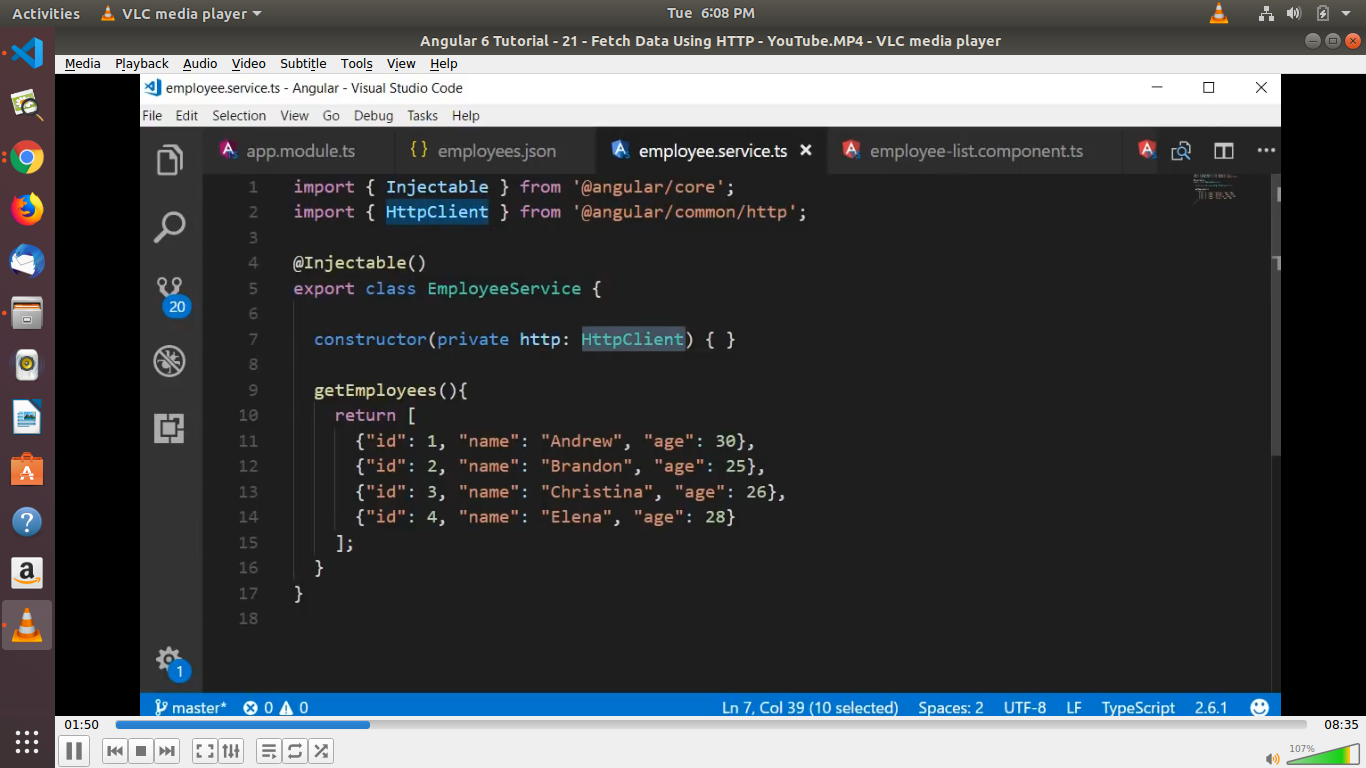 Activities VLC media player Tue 6:08 PM
Angular 6 Tutorial - 21 - Fetch Data Using HTTP - YouTube.MP4 - VLC media player
Media Playback Audio Video Subtitle Tools View Help
employee.service.ts - Angular - Visual Studio Code
File Edit Selection View Go Debug Tasks Help
app.module.ts {} employees.json employee.service.ts employee-list.component.ts
1 import { Injectable } from '@angular/core';
2 import { HttpClient } from '@angular/common/http';
3
4 @Injectable()
5 export class EmployeeService {
6
7 constructor(private http: HttpClient) { }
8
9 getEmployees(){
10 return [
11 {"id": 1, "name": "Andrew", "age": 30},
12 {"id": 2, "name": "Brandon", "age": 25},
13 {"id": 3, "name": "Christina", "age": 26},
14 {"id": 4, "name": "Elena", "age": 28}
15 ];
16 }
17 }
18
20
1
master* 0 0 Ln 7, Col 39 (10 selected) Spaces: 2 UTF-8 LF TypeScript 2.6.1
01:50 08:35
107%